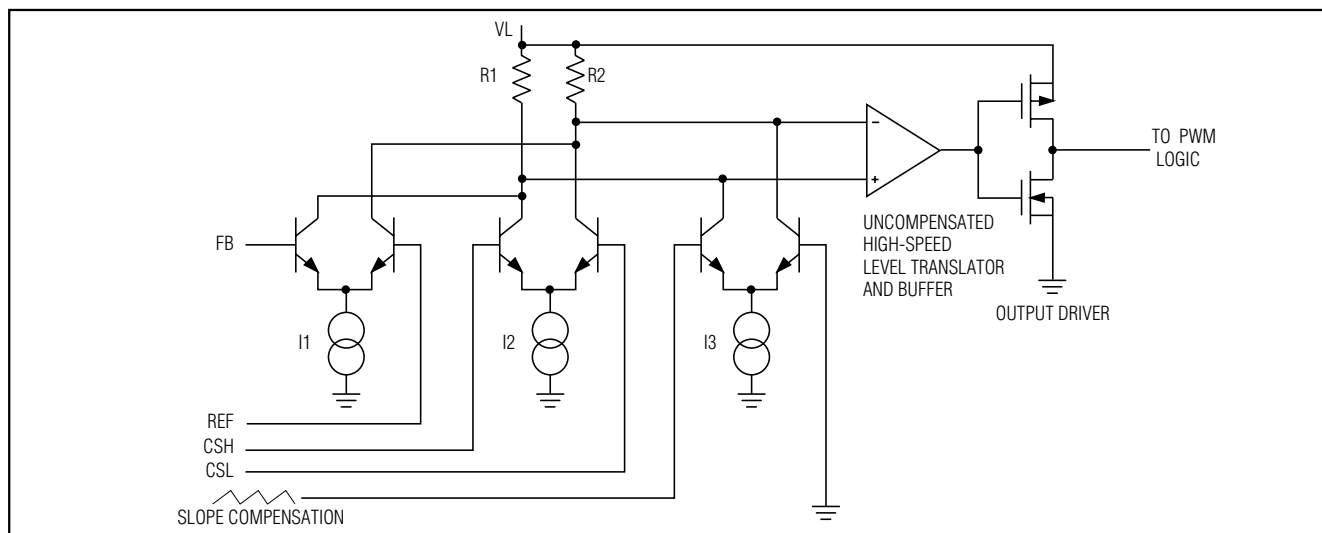 VL
R1
R2
TO PWM
LOGIC
FB
UNCOMPENSATED
HIGH-SPEED
LEVEL TRANSLATOR
AND BUFFER
OUTPUT DRIVER
I1
I2
I3
REF
CSH
CSL
SLOPE COMPENSATION